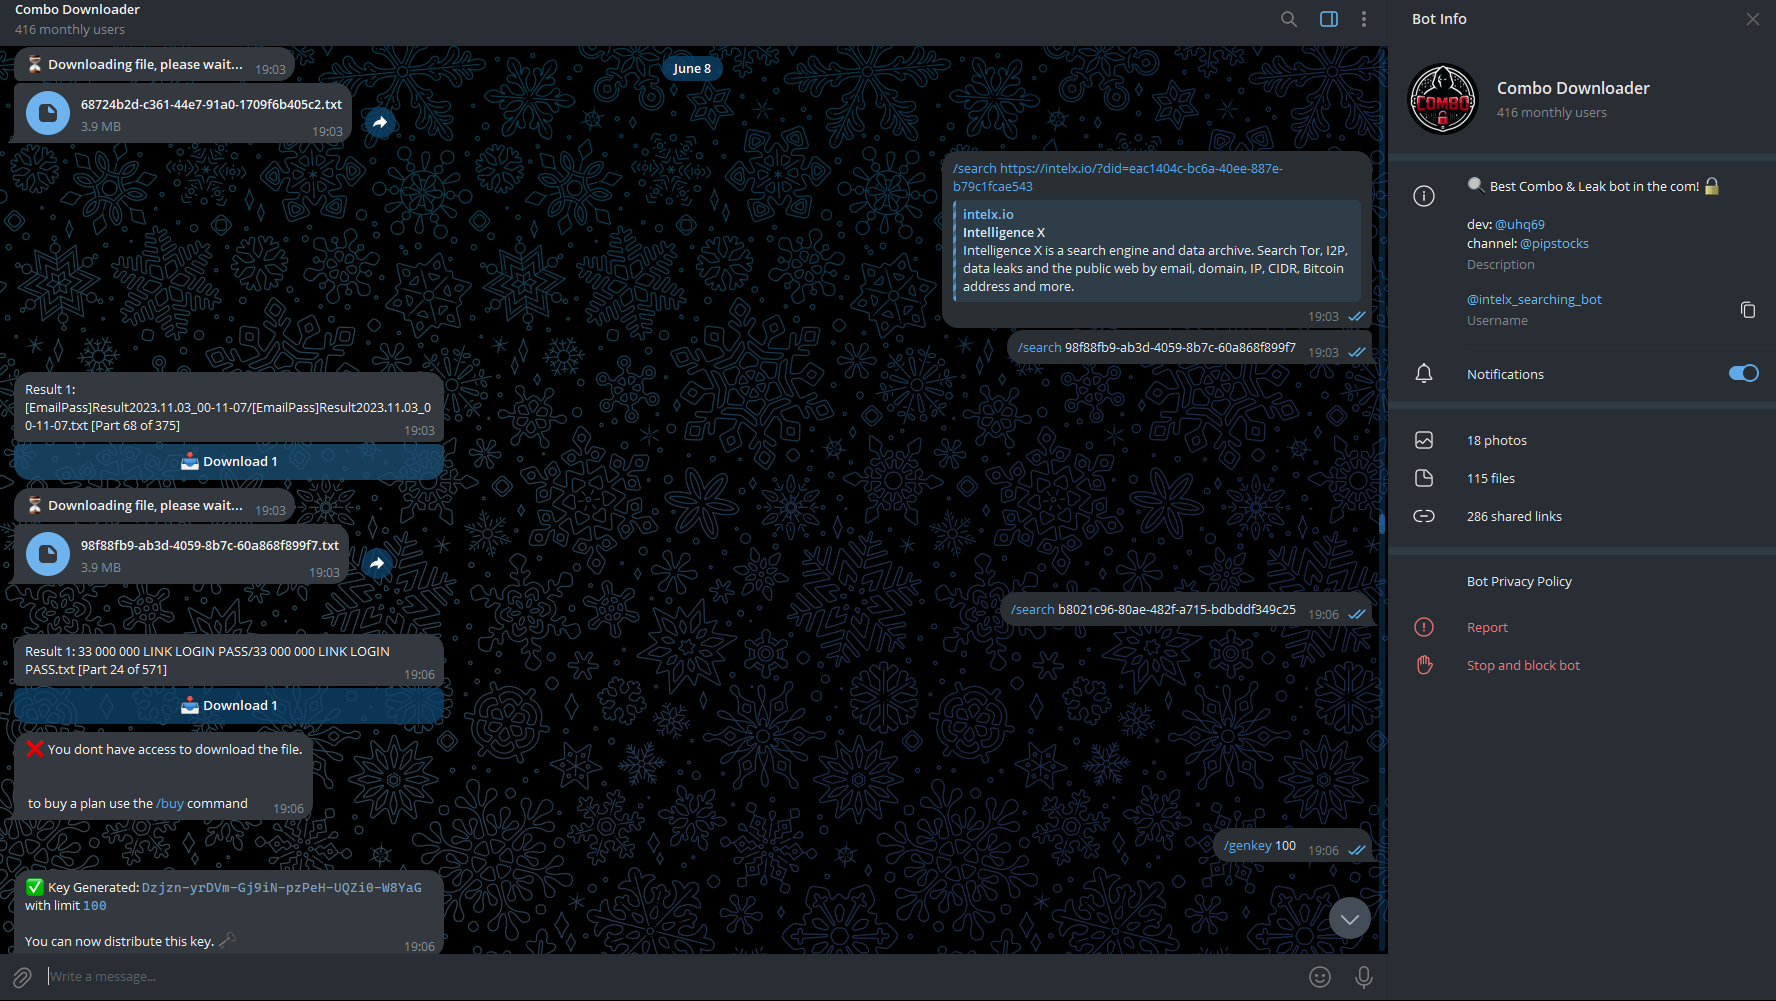 Combo Downloader
416 monthly users
Downloading file, please wait...
19:03
June 8
68724b2d-c361-44e7-91a0-1709f6b405c2.txt
3.9 MB
19:03
/search https://intelx.io/?did=eac1404c-bc6a-40ee-887e-
b79c1fcae543
intelx.io
Intelligence X
Intelligence X is a search engine and data archive. Search Tor, I2P,
data leaks and the public web by email, domain, IP, CIDR, Bitcoin
address and more.
19:03
/search 98f88fb9-ab3d-4059-8b7c-60a868f899f7
19:03
Result 1:
[EmailPass]Result2023.11.03_00-11-07/[EmailPass]Result2023.11.03_0
0-11-07.txt [Part 68 of 375]
19:03
Download 1
Downloading file, please wait...
19:03
98f88fb9-ab3d-4059-8b7c-60a868f899f7.txt
3.9 MB
19:03
/search b8021c96-80ae-482f-a715-bdbddf349c25
19:06
Result 1: 33 000 000 LINK LOGIN PASS/33 000 000 LINK LOGIN
PASS.txt [Part 24 of 571]
19:06
Download 1
You dont have access to download the file.
to buy a plan use the /buy command
19:06
/genkey 100
19:06
Key Generated: Dzjzn-yrDVm-Gj9iN-pzPeH-UQZi0-W8YaG
with limit 100
You can now distribute this key.
19:06
Write a message...
Bot Info
COMBO
Combo Downloader
416 monthly users
Best Combo & Leak bot in the com!
dev: @uhq69
channel: @pipstocks
Description
@intelx_searching_bot
Username
Notifications
18 photos
115 files
286 shared links
Bot Privacy Policy
Report
Stop and block bot